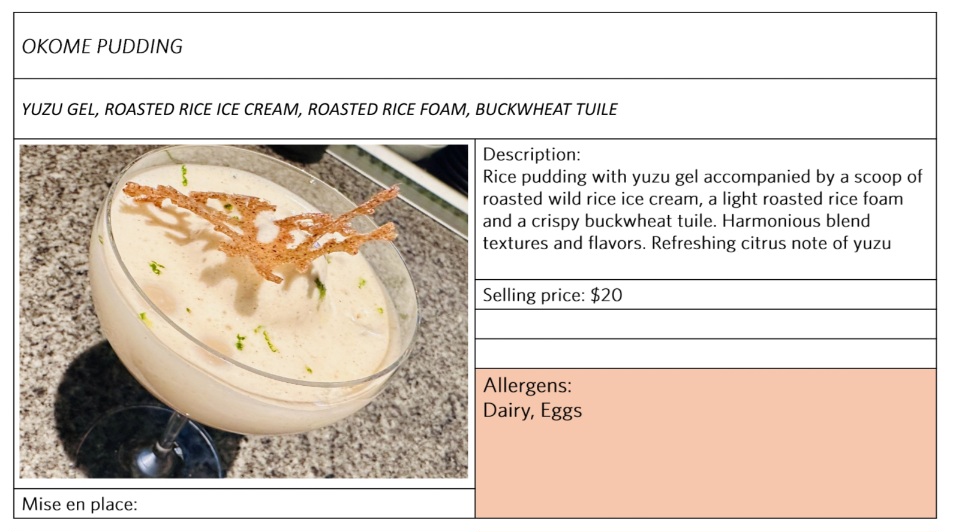 OKOME PUDDING
YUZU GEL, ROASTED RICE ICE CREAM, ROASTED RICE FOAM, BUCKWHEAT TUILE
Description:
Rice pudding with yuzu gel accompanied by a scoop of
roasted wild rice ice cream, a light roasted rice foam
and a crispy buckwheat tuile. Harmonious blend
textures and flavors. Refreshing citrus note of yuzu
Selling price: $20
Allergens:
Dairy, Eggs
Mise en place: